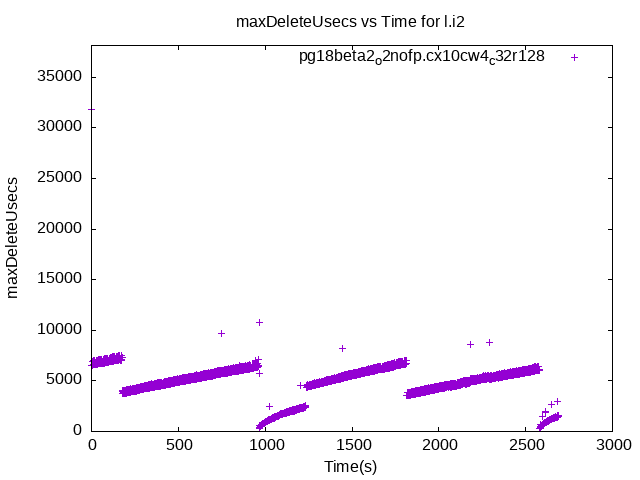 maxDeleteUsecs vs Time for l.i2
pg18beta2o2nofp.cx10cw4c32r128
35000
30000
25000
20000
15000
10000
5000
0
maxDeleteUsecs
0 500 1000 1500 2000 2500 3000
Time(s)